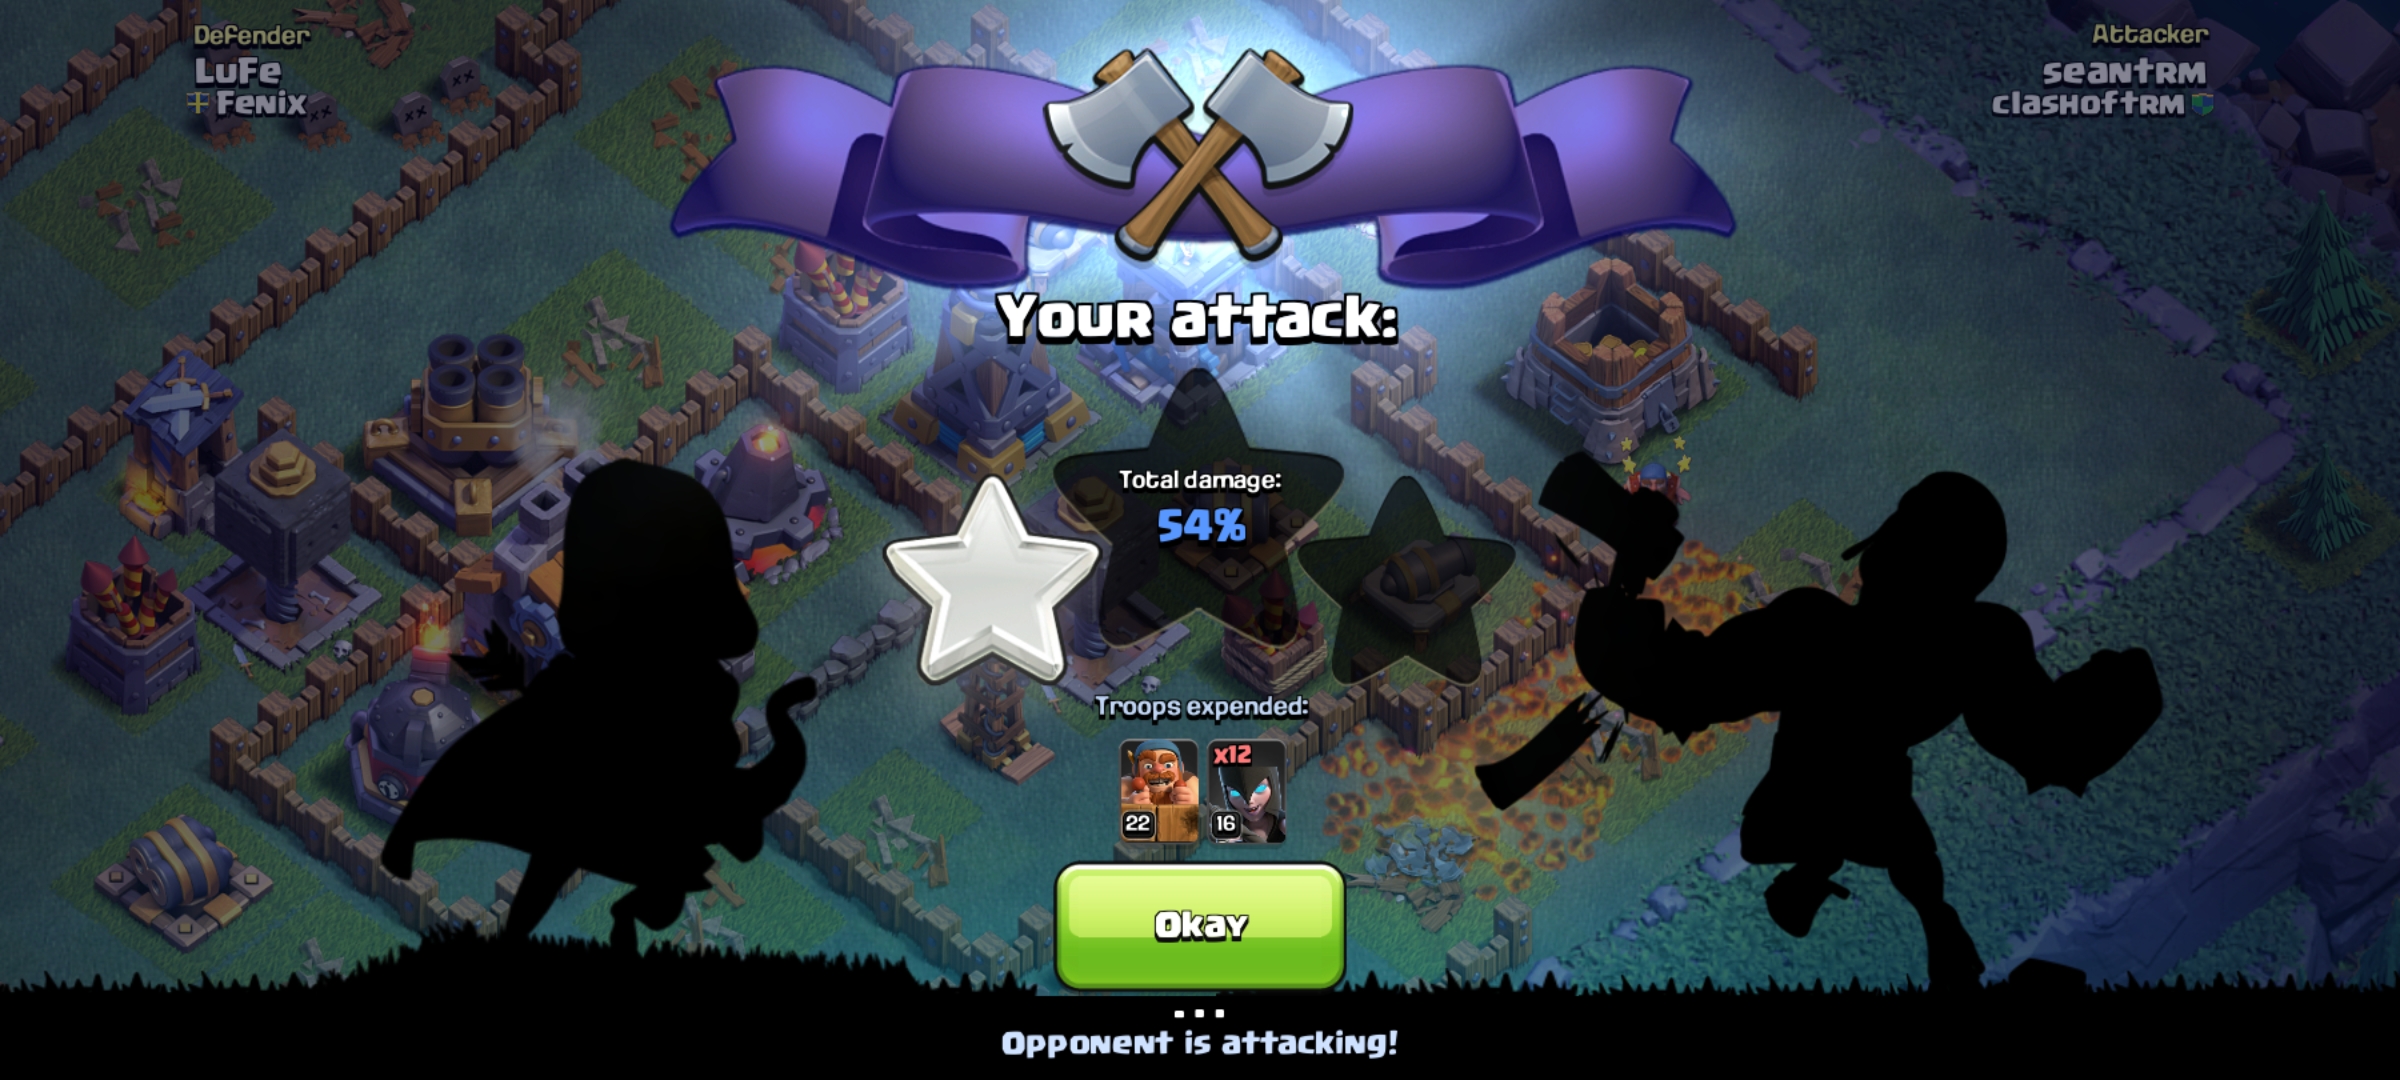 Defender
LuFe
Fenix
Attacker
seantRM
clashoftRM
Your attack:
Total damage:
54%
Troops expended:
x12
22
16
Okay
...
Opponent is attacking!